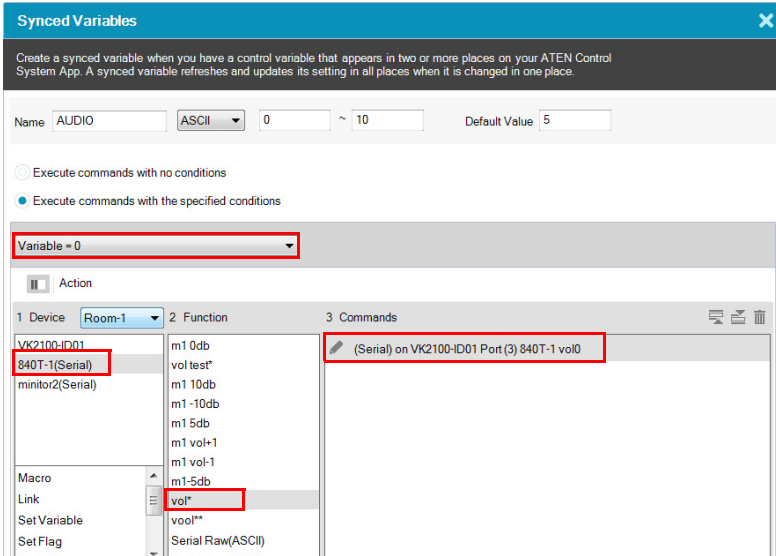 Synced Variables
Create a synced variable when you have a control variable that appears in two or more places on your ATEN Control
System App. A synced variable refreshes and updates its setting in all places when it is changed in one place.
Name AUDIO ASCII 0 ~ 10 Default Value 5
Execute commands with no conditions
Execute commands with the specified conditions
Variable = 0
Action
1 Device Room-1 2 Function 3 Commands
VK2100-ID01
840T-1(Serial)
minitor2(Serial)
Macro
Link
Set Variable
Set Flag
m1 0db
vol test*
m1 10db
m1 -10db
m1 5db
m1 vol+1
m1 vol-1
m1-5db
vol*
vool**
Serial Raw(ASCII)
(Serial) on VK2100-ID01 Port (3) 840T-1 vol0